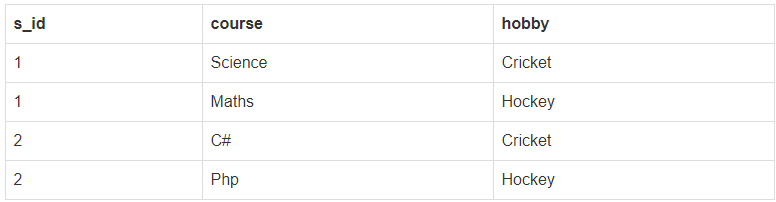 s_id course hobby
1 Science Cricket
1 Maths Hockey
2 C# Cricket
2 Php Hockey